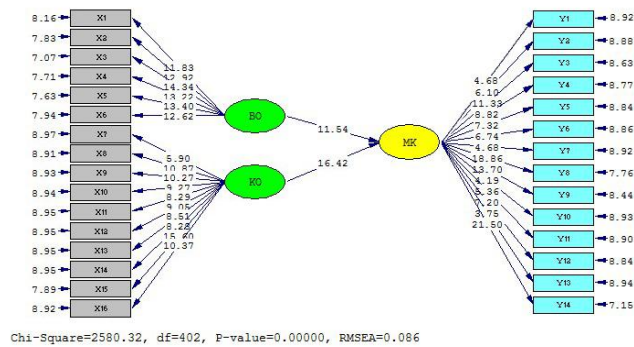 8.16 X1
7.83 X2
7.07 X3
7.71 X4
7.63 X5
7.94 X6
8.97 X7
8.91 X8
8.93 X9
8.94 X10
8.95 X11
8.95 X12
8.95 X13
8.95 X14
7.89 X15
8.92 X16
11.83
12.92
14.34
13.22
13.40
12.62
5.90
10.87
10.27
9.27
8.29
9.05
8.51
8.28
10.37
BO
KO
11.54
16.42
MK
4.68
6.10
11.33
8.82
7.32
6.74
4.68
18.86
13.70
4.19
5.36
7.20
3.75
21.50
Y1 8.92
Y2 8.88
Y3 8.63
Y4 8.77
Y5 8.84
Y6 8.86
Y7 8.92
Y8 7.76
Y9 8.44
Y10 8.93
Y11 8.90
Y12 8.84
Y13 8.94
Y14 7.15
Chi-Square=2580.32, df=402, P-value=0.00000, RMSEA=0.086